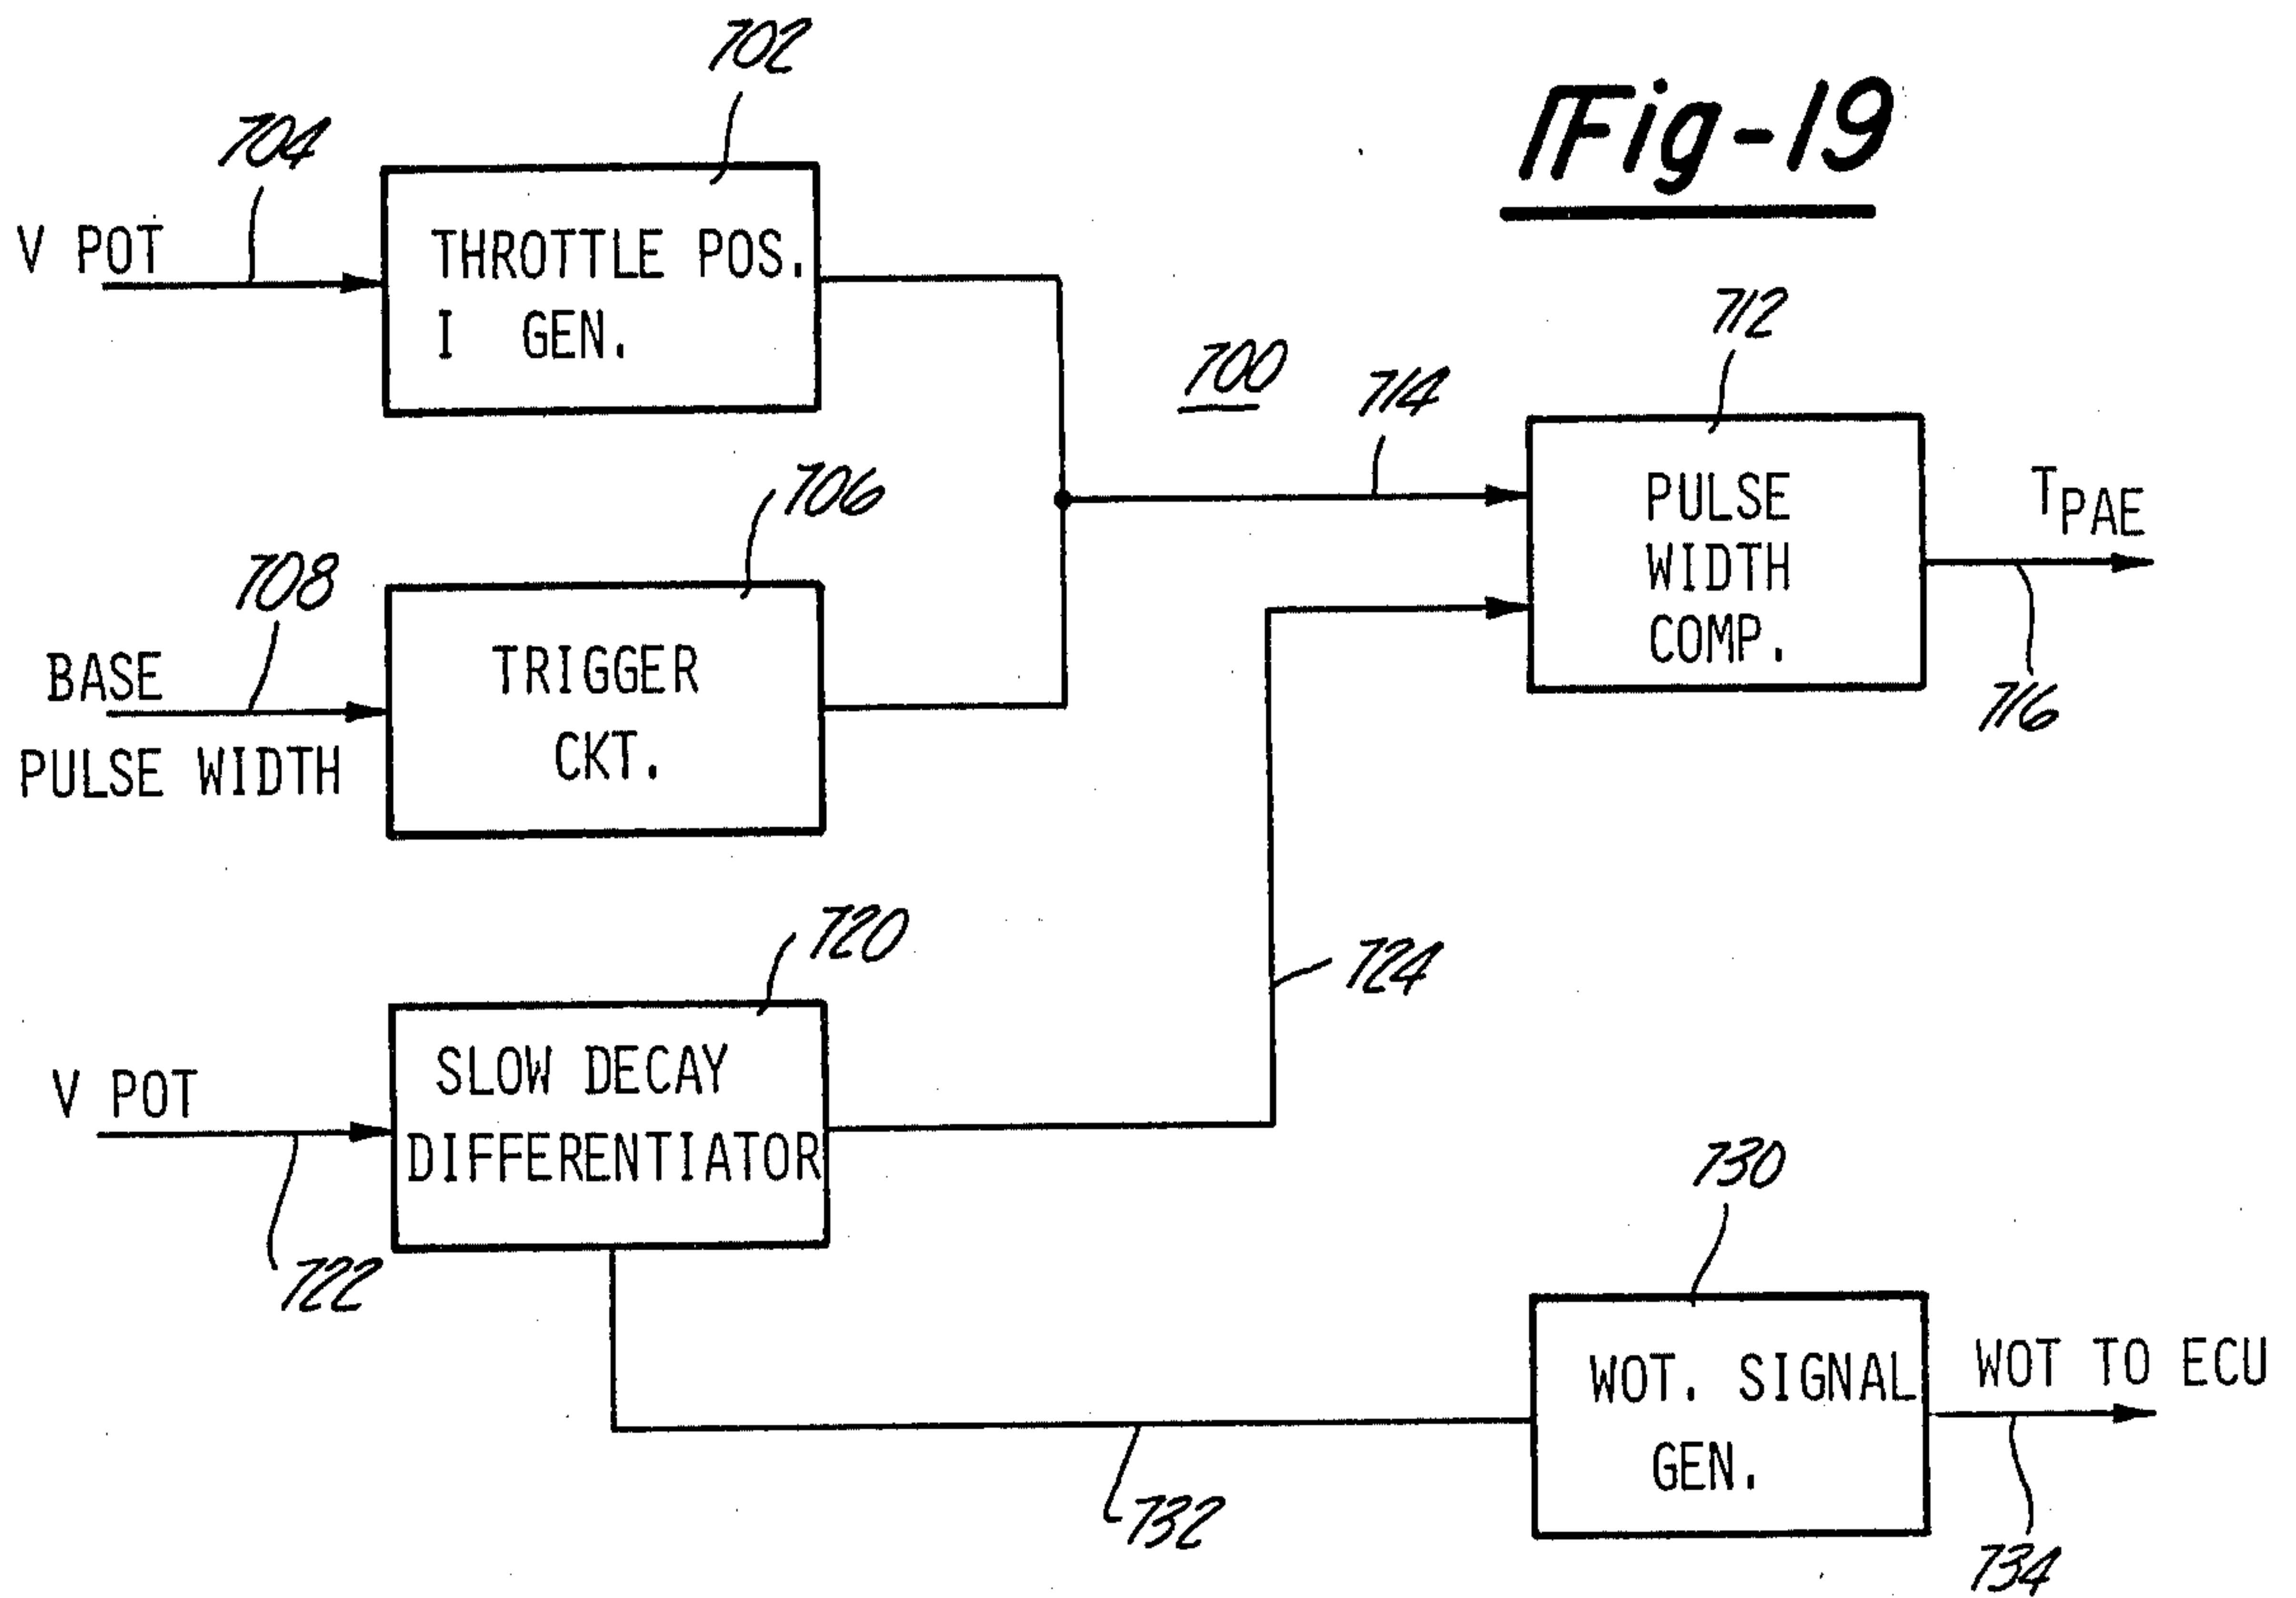 Fig-19
702
704
V POT
THROTTLE POS.
I GEN.
700
714
712
PULSE
WIDTH
COMP.
TPAE
716
706
708
BASE
PULSE WIDTH
TRIGGER
CKT.
720
724
V POT
SLOW DECAY
DIFFERENTIATOR
722
730
WOT. SIGNAL
GEN.
WOT TO ECU
732
734